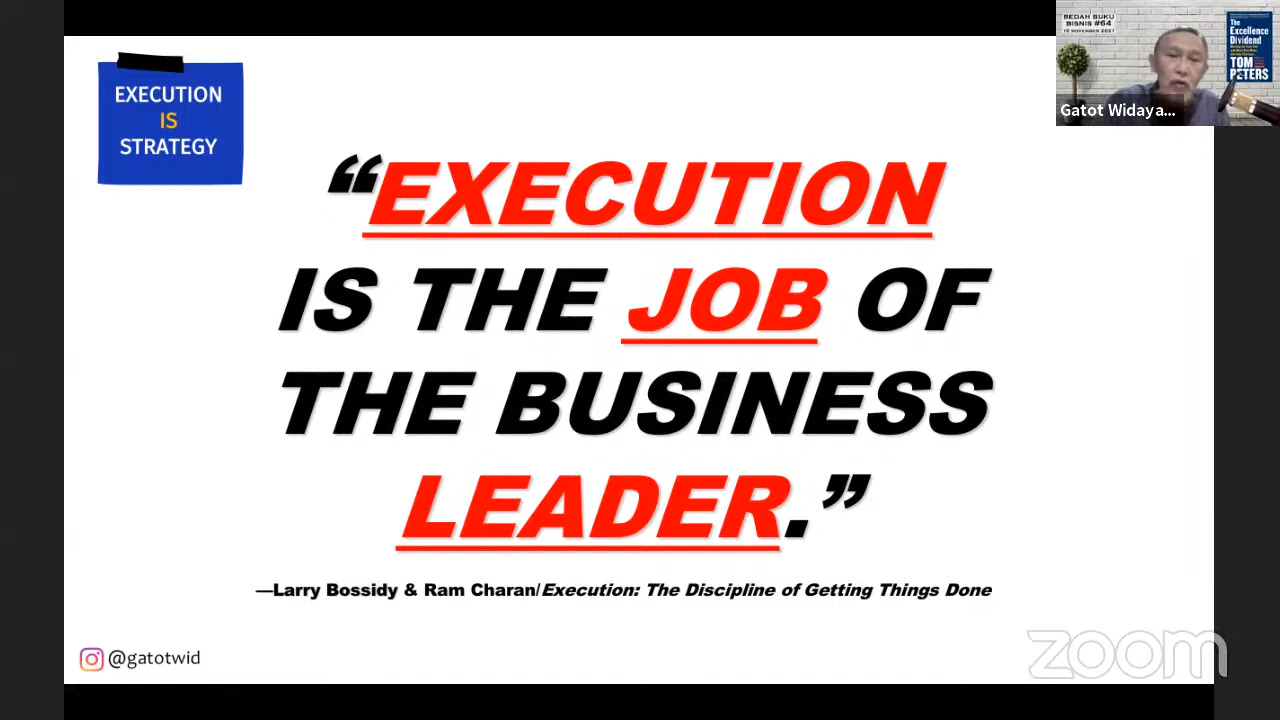 EXECUTION
IS
STRATEGY
“EXECUTION
IS THE JOB OF
THE BUSINESS
LEADER.”
—Larry Bossidy & Ram Charan/Execution: The Discipline of Getting Things Done
@gatotwid
zoom
BEDAH BUKU
BISNIS #64
The
Excellence
Dividend
TOM
PETERS
Gatot Widaya...